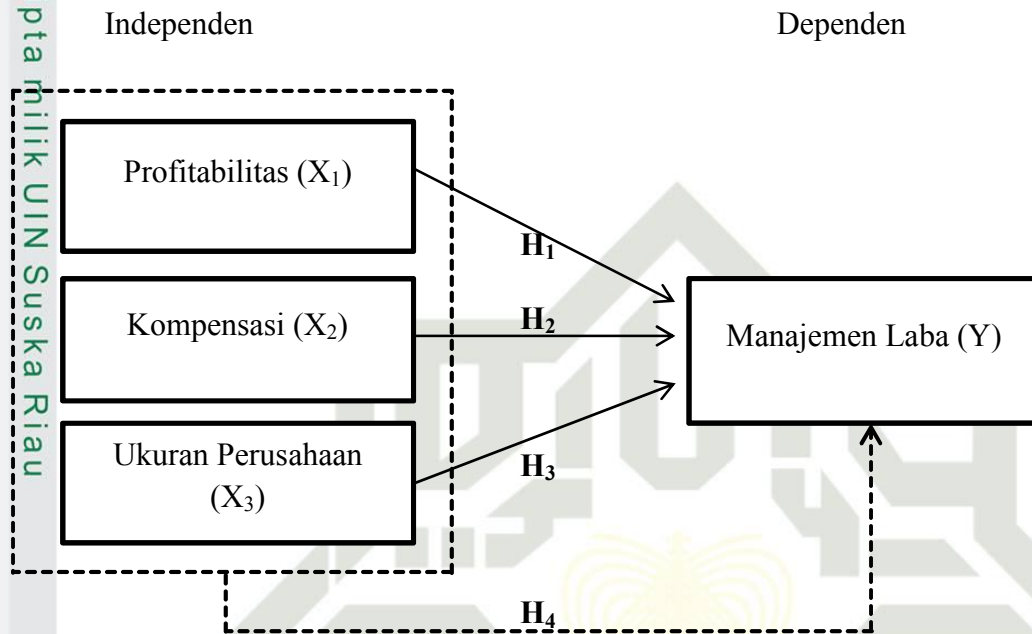 Independen
Dependen
pta milik UIN Suska Riau
Profitabilitas (X₁)
H₁
Kompensasi (X₂)
H₂
Manajemen Laba (Y)
Ukuran Perusahaan
(X₃)
H₃
H₄